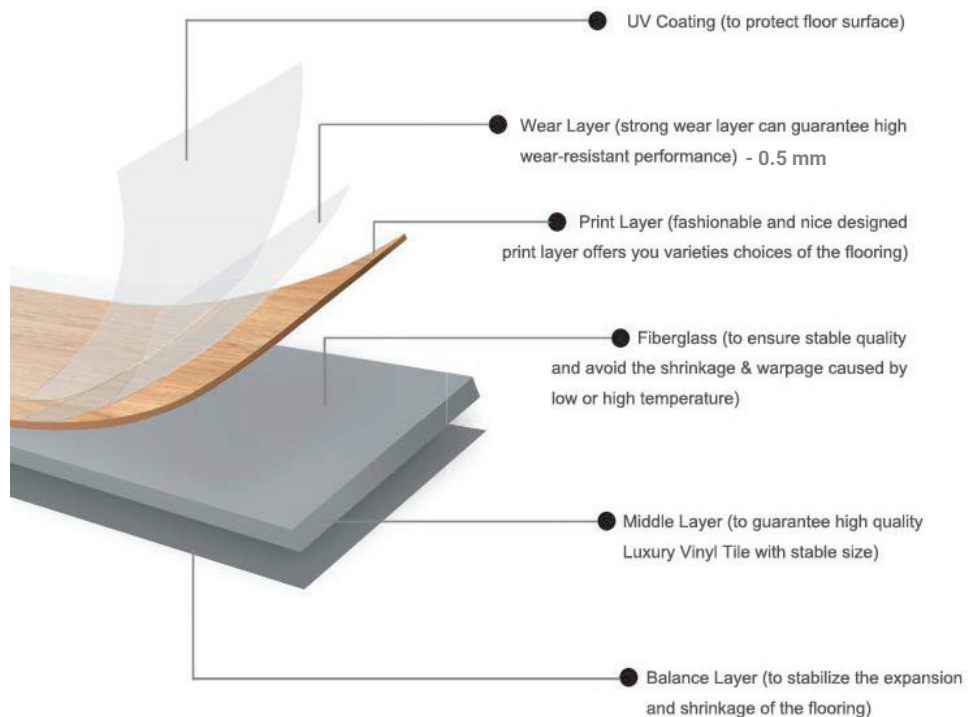 UV Coating (to protect floor surface)
Wear Layer (strong wear layer can guarantee high
wear-resistant performance) - 0.5 mm
Print Layer (fashionable and nice designed
print layer offers you varieties choices of the flooring)
Fiberglass (to ensure stable quality
and avoid the shrinkage & warpage caused by
low or high temperature)
Middle Layer (to guarantee high quality
Luxury Vinyl Tile with stable size)
Balance Layer (to stabilize the expansion
and shrinkage of the flooring)